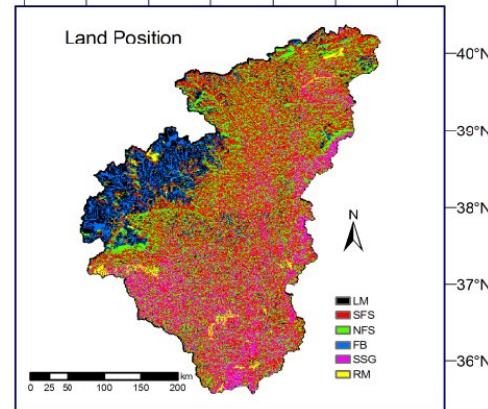 Land Position
40°N
39°N
38°N
N
37°N
LM
SFS
NFS
FB
SSG
RM
36°N
0 25 50 100 150 200 km